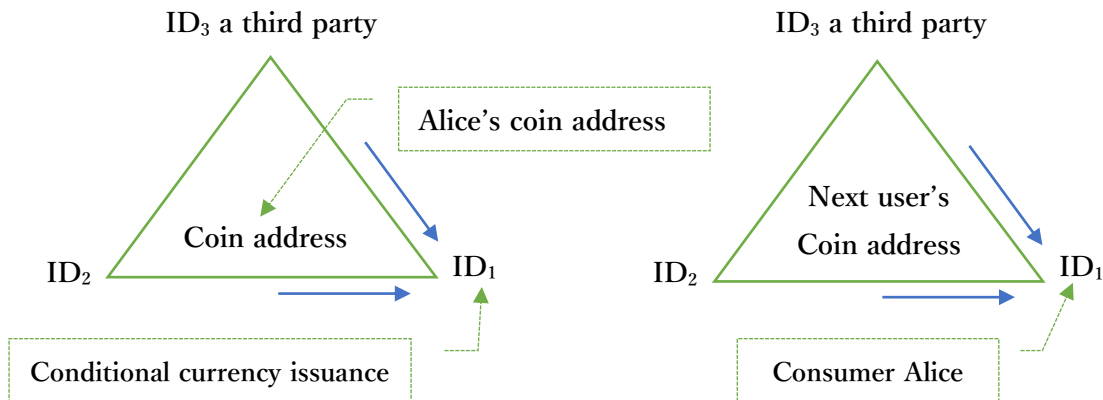 ID₃ a third party
Alice's coin address
Coin address
ID₂
ID₁
Conditional currency issuance
ID₃ a third party
Next user's
Coin address
ID₂
ID₁
Consumer Alice